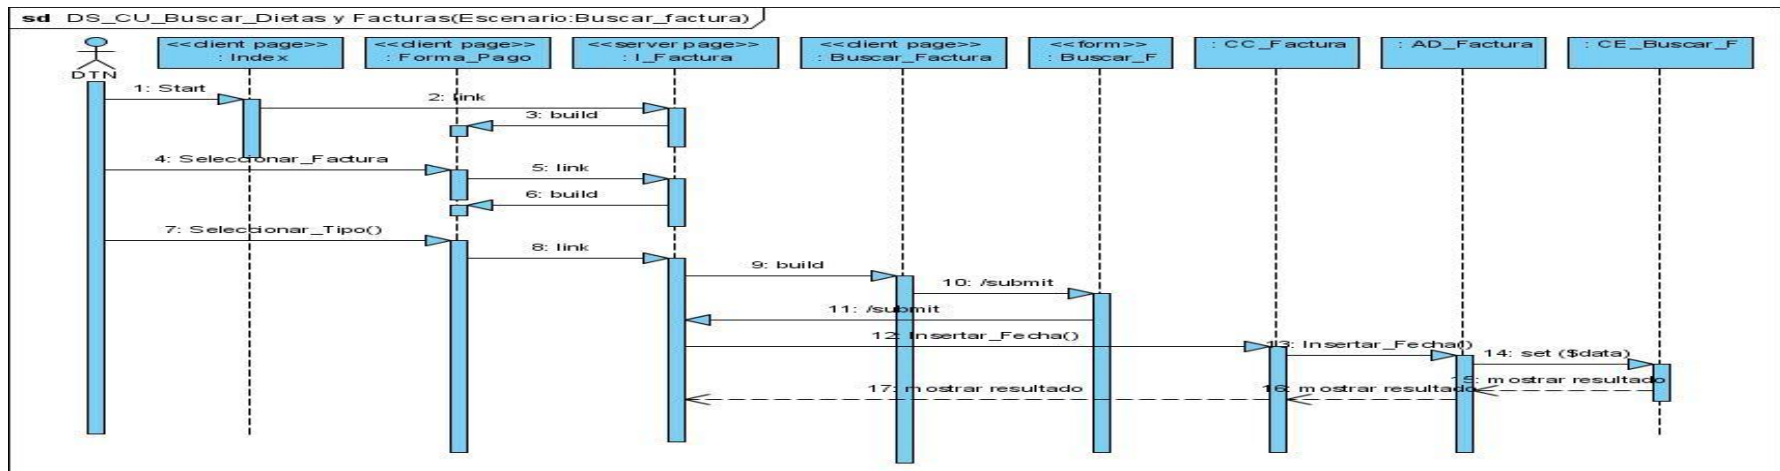 sd DS_CU_Buscar_Dietas y Facturas(Escenario:Buscar_factura)
DTN
<<client page>>
: Index
<<client page>>
: Forma_Pago
<<server page>>
: I_Factura
<<client page>>
: Buscar_Factura
<<form>>
: Buscar_F
: CC_Factura
: AD_Factura
: CE_Buscar_F
1: Start
2: link
3: build
4: Seleccionar_Factura
5: link
6: build
7: Seleccionar_Tipo()
8: link
9: build
10: /submit
11: /submit
12: Insertar_Fecha()
13: Insertar_Fecha()
14: set ($data)
15: mostrar resultado
16: mostrar resultado
17: mostrar resultado